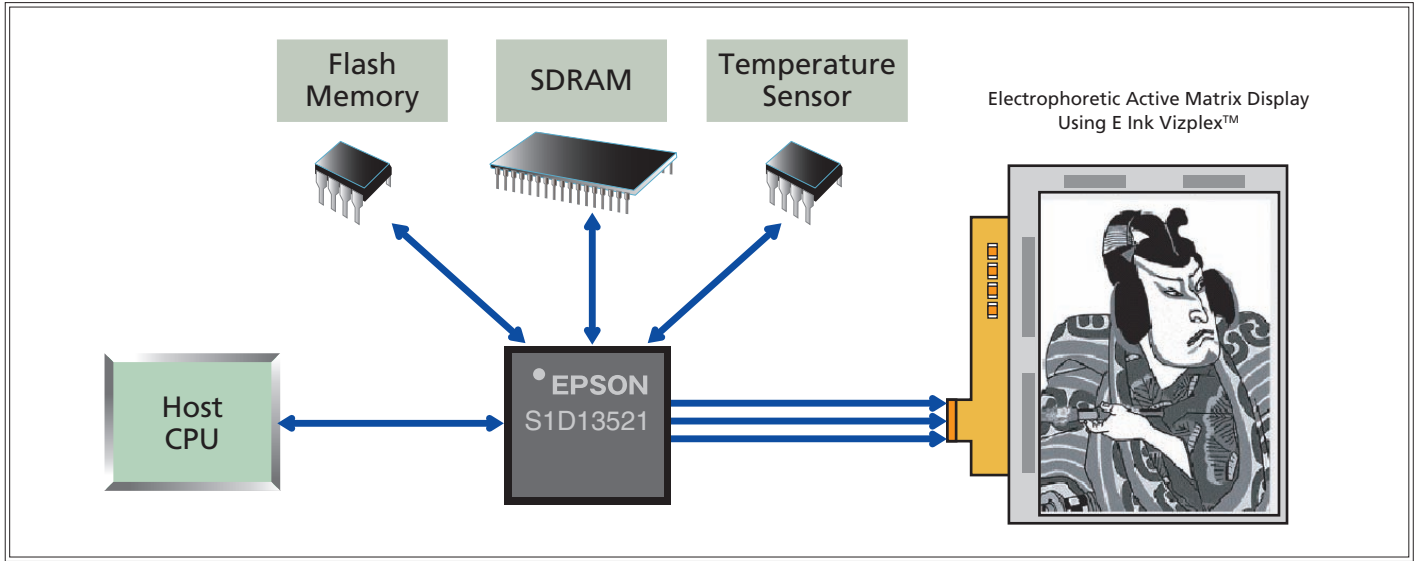 Flash
Memory
SDRAM
Temperature
Sensor
Electrophoretic Active Matrix Display
Using E Ink Vizplex™
Host
CPU
EPSON
S1D13521